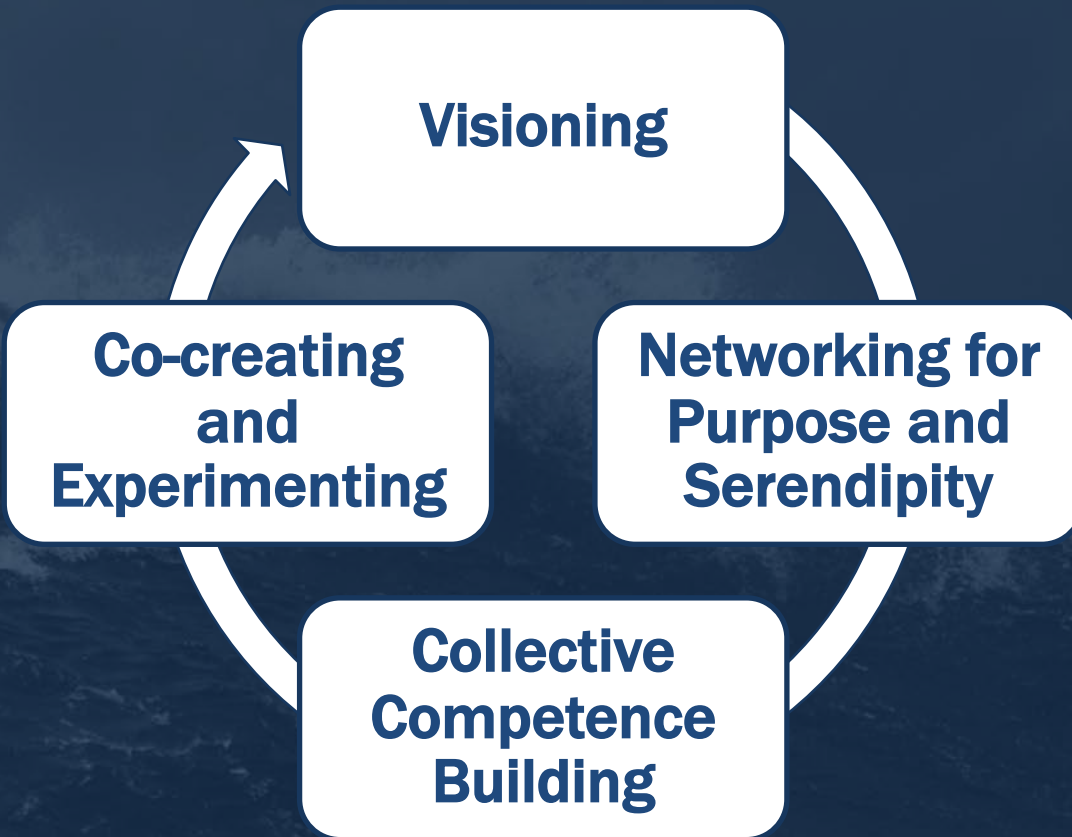 Visioning
Networking for
Purpose and
Serendipity
Collective
Competence
Building
Co-creating
and
Experimenting